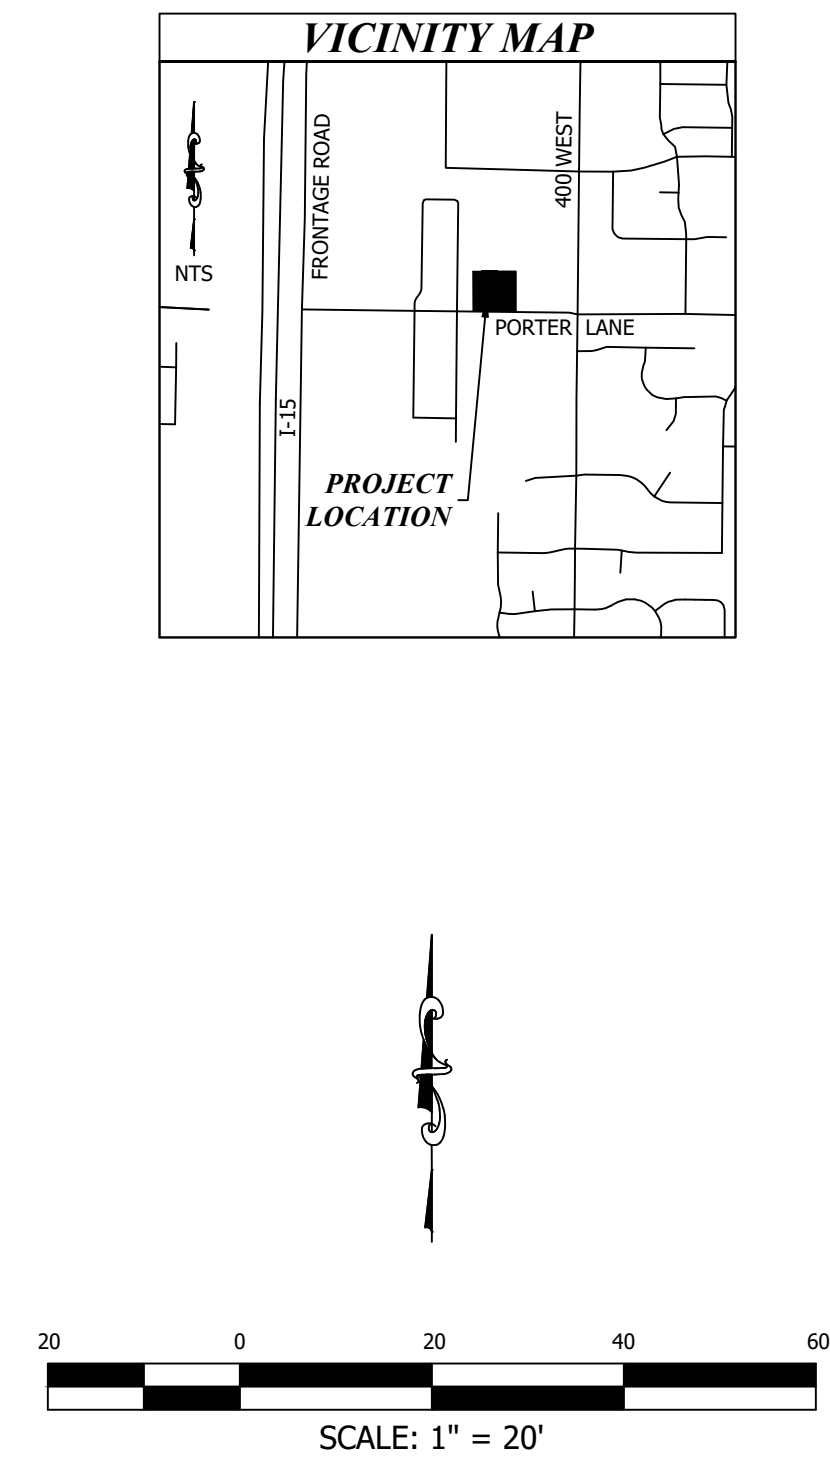 VICINITY MAP
FRONTAGE ROAD
400 WEST
NTS
PORTER LANE
I-15
PROJECT
LOCATION
20 0 20 40 60
SCALE: 1" = 20'